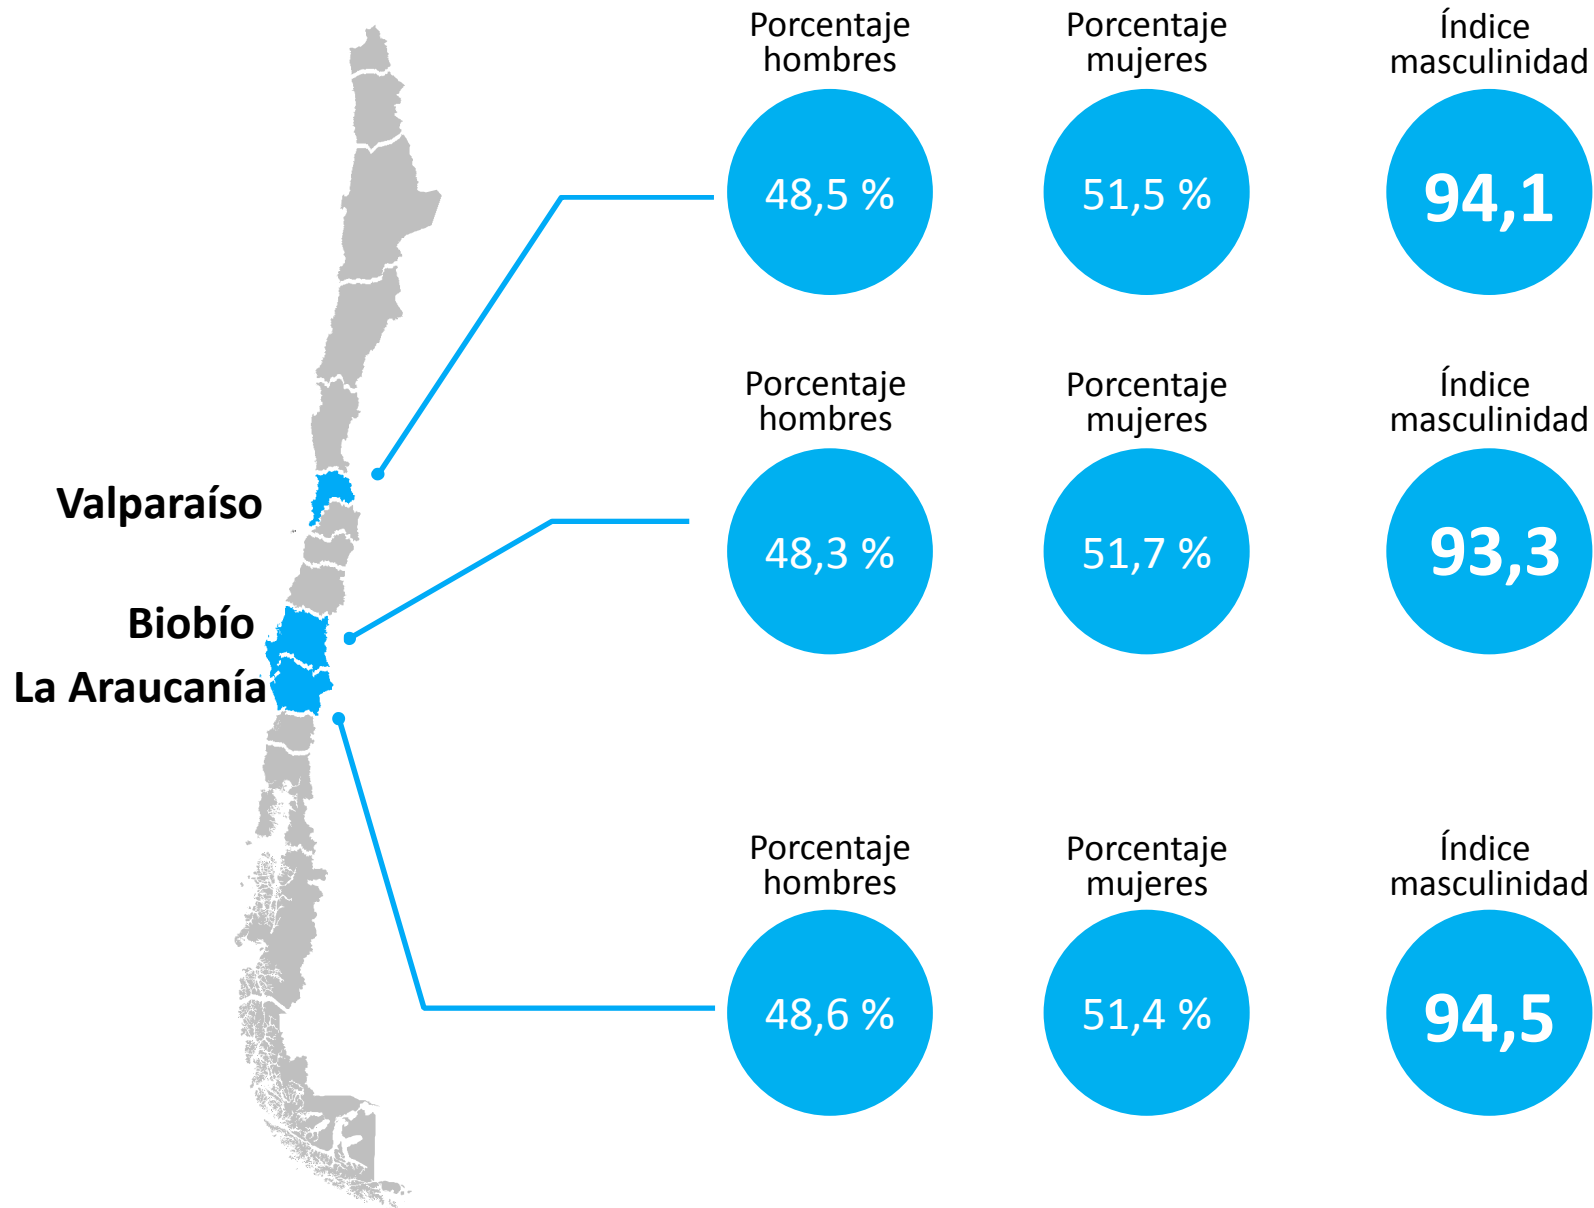 Porcentaje
hombres
Porcentaje
mujeres
Índice
masculinidad
48,5 %
51,5 %
94,1
Valparaíso
Porcentaje
hombres
Porcentaje
mujeres
Índice
masculinidad
48,3 %
51,7 %
93,3
Biobío
La Araucanía
Porcentaje
hombres
Porcentaje
mujeres
Índice
masculinidad
48,6 %
51,4 %
94,5